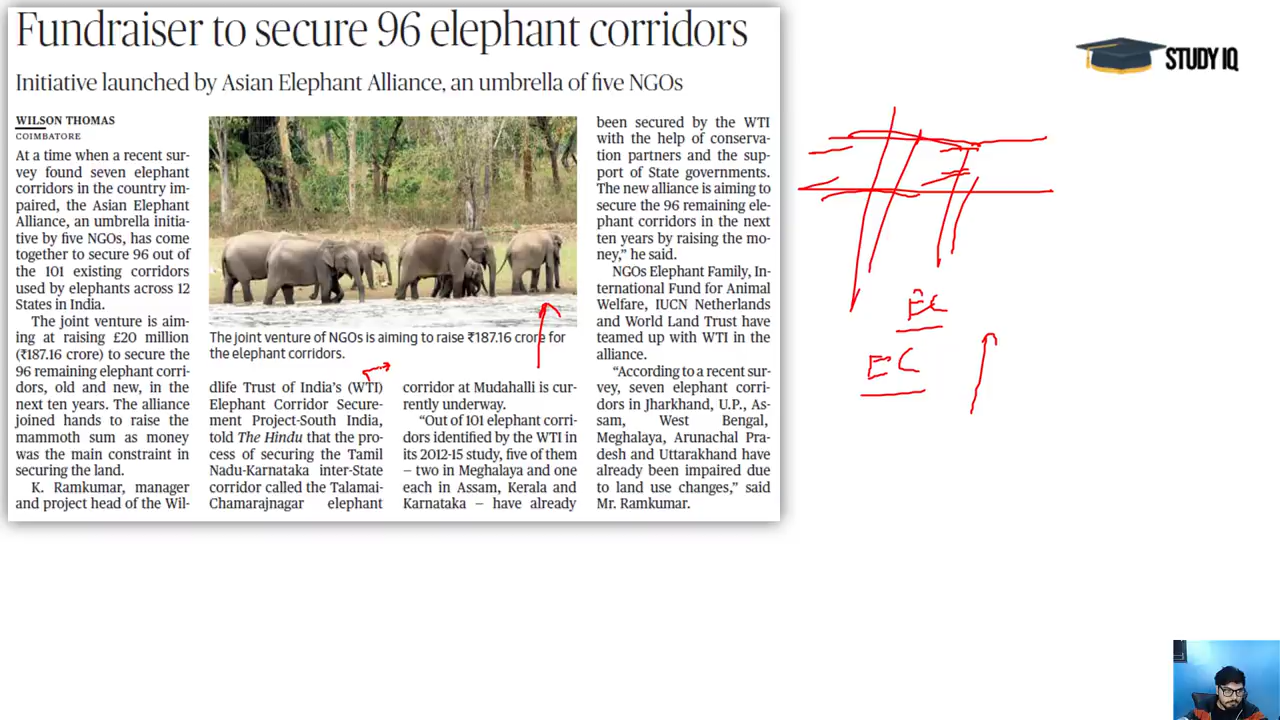 Fundraiser to secure 96 elephant corridors
Initiative launched by Asian Elephant Alliance, an umbrella of five NGOs
WILSON THOMAS
COIMBATORE
At a time when a recent sur-
vey found seven elephant
corridors in the country im-
paired, the Asian Elephant
Alliance, an umbrella initia-
tive by five NGOs, has come
together to secure 96 out of
the 101 existing corridors
used by elephants across 12
States in India.
The joint venture is aim-
ing at raising £20 million
(₹187.16 crore) to secure the
96 remaining elephant corri-
dors, old and new, in the
next ten years. The alliance
joined hands to raise the
mammoth sum as money
was the main constraint in
securing the land.
K. Ramkumar, manager
and project head of the Wil-
The joint venture of NGOs is aiming to raise ₹187.16 crore for
the elephant corridors.
dlife Trust of India's (WTI)
Elephant Corridor Secure-
ment Project-South India,
told The Hindu that the pro-
cess of securing the Tamil
Nadu-Karnataka inter-State
corridor called the Talamai-
Chamarajnagar elephant
corridor at Mudahalli is cur-
rently underway.
"Out of 101 elephant corri-
dors identified by the WTI in
its 2012-15 study, five of them
– two in Meghalaya and one
each in Assam, Kerala and
Karnataka – have already
been secured by the WTI
with the help of conserva-
tion partners and the sup-
port of State governments.
The new alliance is aiming to
secure the 96 remaining ele-
phant corridors in the next
ten years by raising the mo-
ney," he said.
NGOs Elephant Family, In-
ternational Fund for Animal
Welfare, IUCN Netherlands
and World Land Trust have
teamed up with WTI in the
alliance.
"According to a recent sur-
vey, seven elephant corri-
dors in Jharkhand, U.P., As-
sam, West Bengal,
Meghalaya, Arunachal Pra-
desh and Uttarakhand have
already been impaired due
to land use changes," said
Mr. Ramkumar.
STUDY IQ
EC
EC